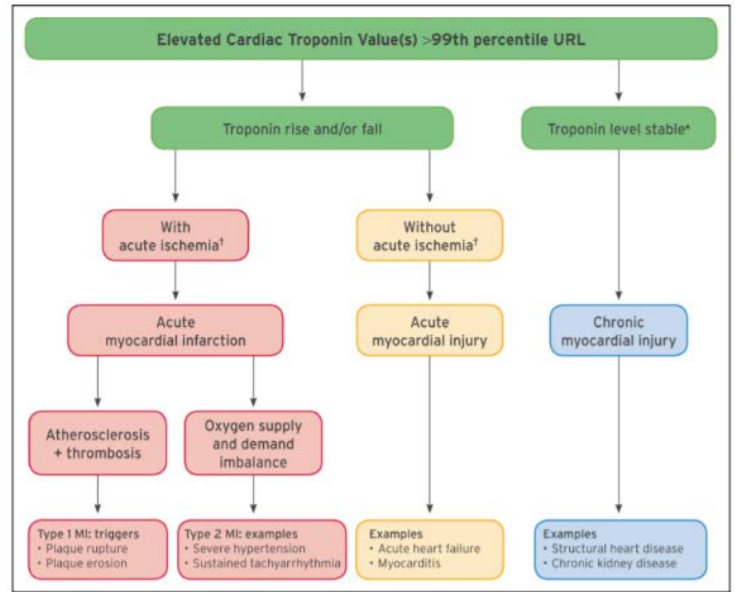 Elevated Cardiac Troponin Value(s) >99th percentile URL
Troponin rise and/or fall
Troponin level stable*
With
acute ischemia†
Without
acute ischemia†
Acute
myocardial infarction
Acute
myocardial injury
Chronic
myocardial injury
Atherosclerosis
+ thrombosis
Oxygen supply
and demand
imbalance
Type 1 MI: triggers
• Plaque rupture
• Plaque erosion
Type 2 MI: examples
• Severe hypertension
• Sustained tachyarrhythmia
Examples
• Acute heart failure
• Myocarditis
Examples
• Structural heart disease
• Chronic kidney disease